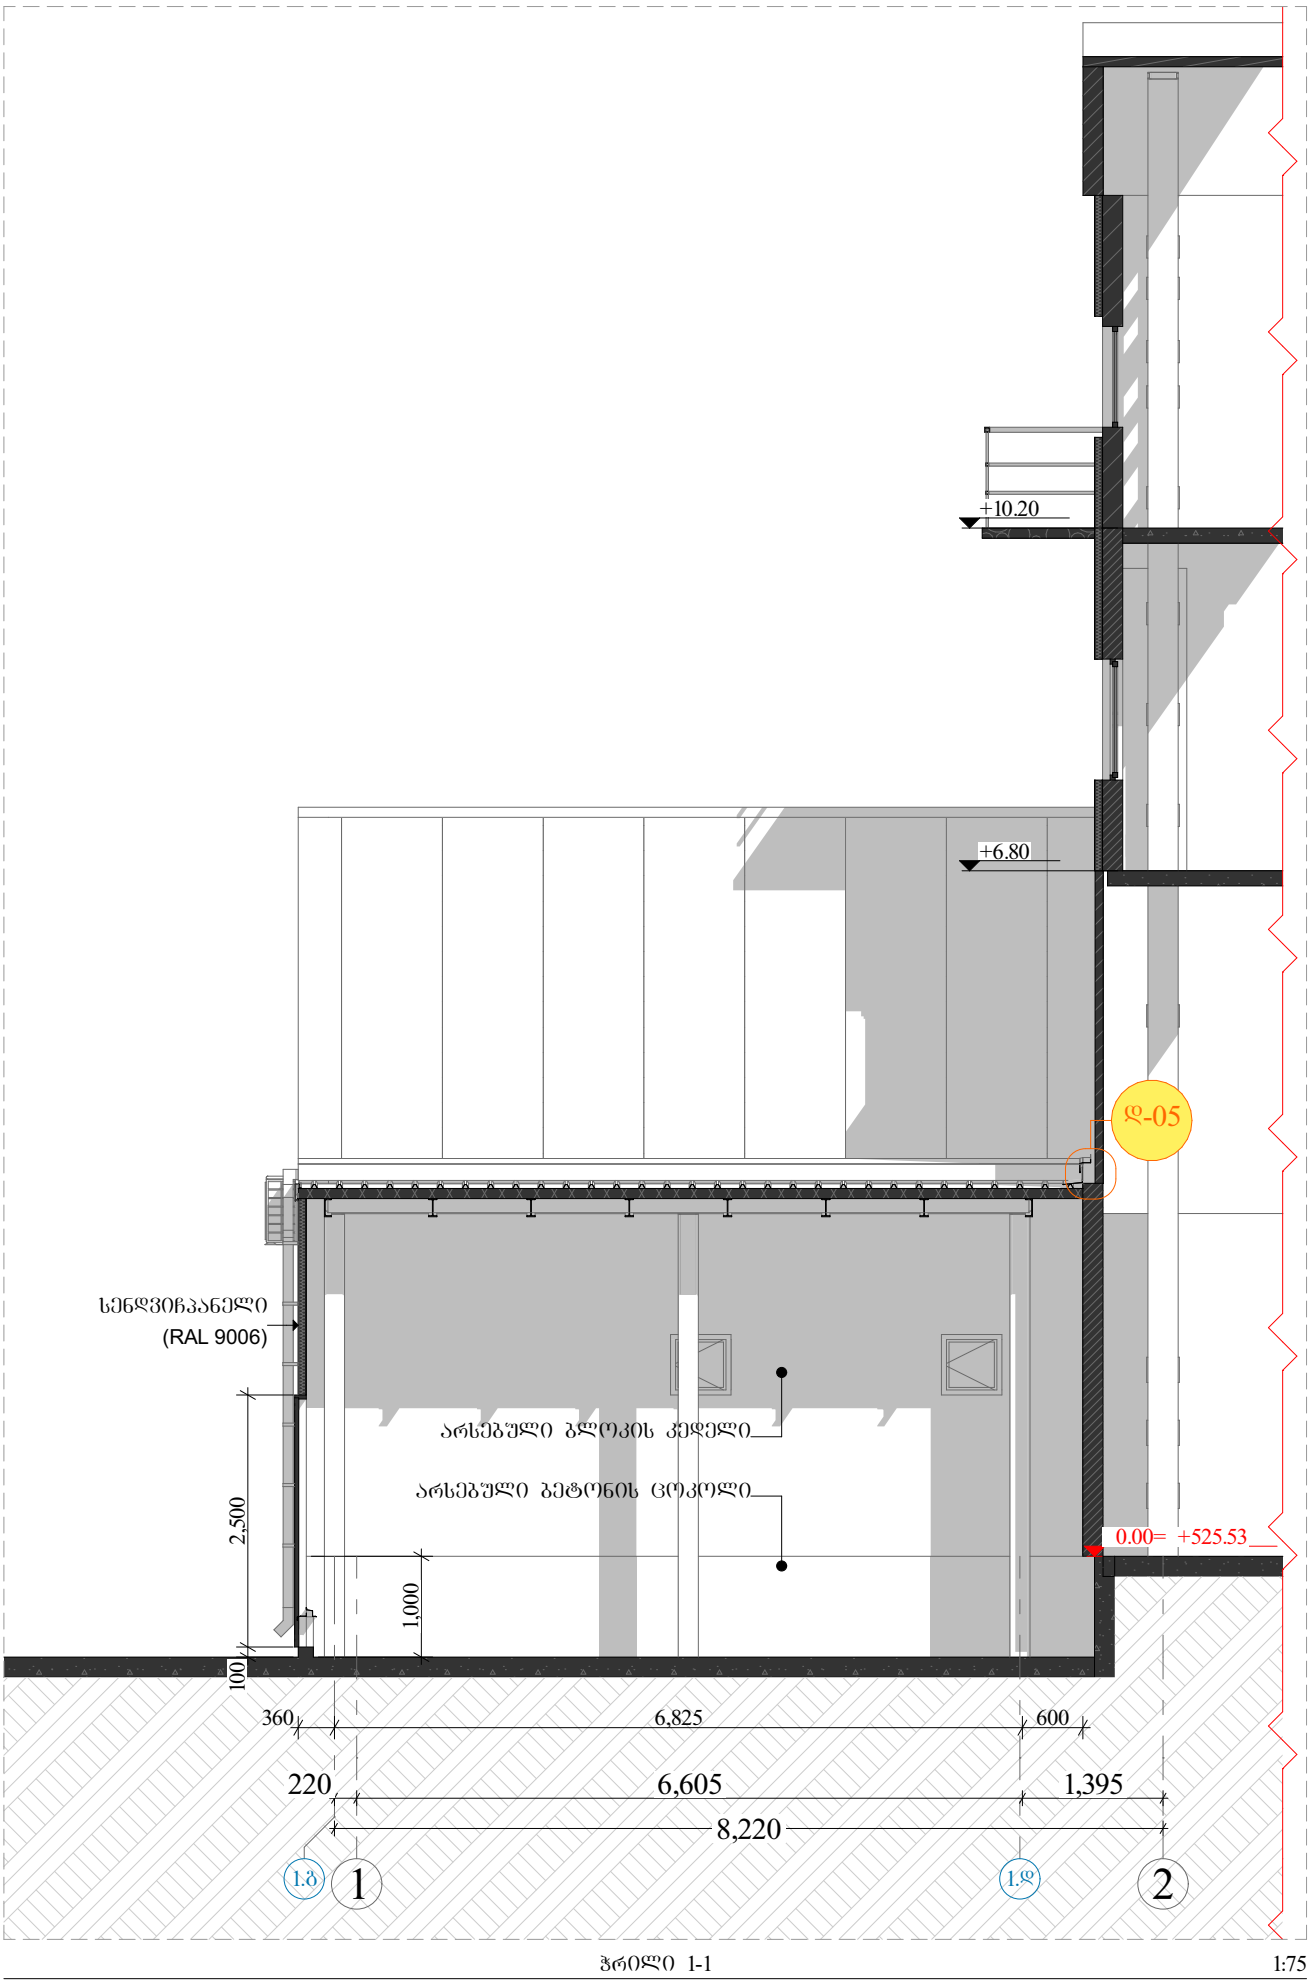 +10.20
+6.80
დ-05
სენდვიჩპანელი
(RAL 9006)
არსებული ბლოკის კედელი
არსებული ბეტონის ცოკოლი
2,500
0.00= +525.53
1,000
100
360
6,825
600
220
6,605
1,395
8,220
1.გ
1
1.დ
2
ჭრილი 1-1
1:75